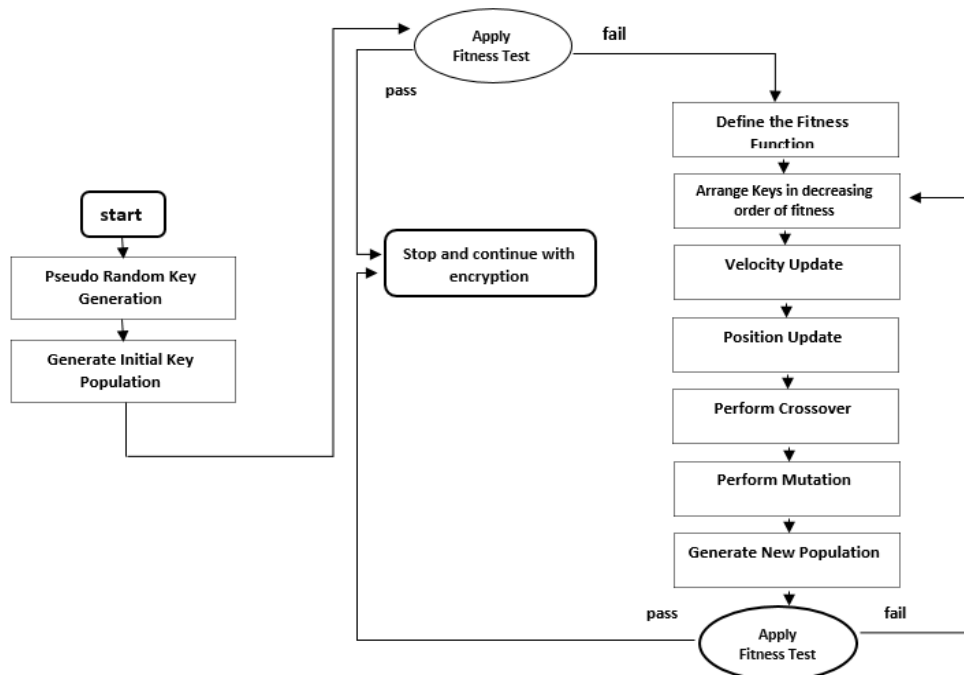 start
Pseudo Random Key
Generation
Generate Initial Key
Population
Apply
Fitness Test
pass
fail
Stop and continue with
encryption
Define the Fitness
Function
Arrange Keys in decreasing
order of fitness
Velocity Update
Position Update
Perform Crossover
Perform Mutation
Generate New Population
Apply
Fitness Test
pass
fail